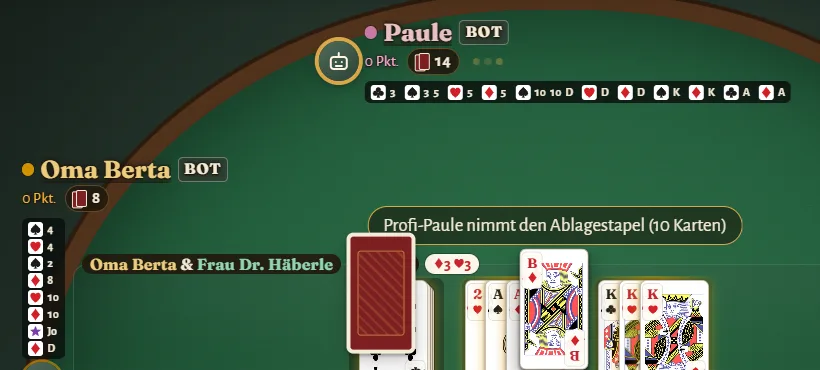 Paule BOT
0 Pkt. 14
♣ 3 ♠ 3 5 ♥ 5 ♦ 5 ♠ 10 10 D ♥ D ♦ D ♠ K ♦ K ♣ A ♦ A
Oma Berta BOT
0 Pkt. 8
♠ 4
♥ 4
♠ 2
♦ 8
♥ 10
♦ 10
★ Jo
♦ D
Profi-Paule nimmt den Ablagestapel (10 Karten)
Oma Berta & Frau Dr. Häberle
♦3 ♥3
2 A A B K K K
B